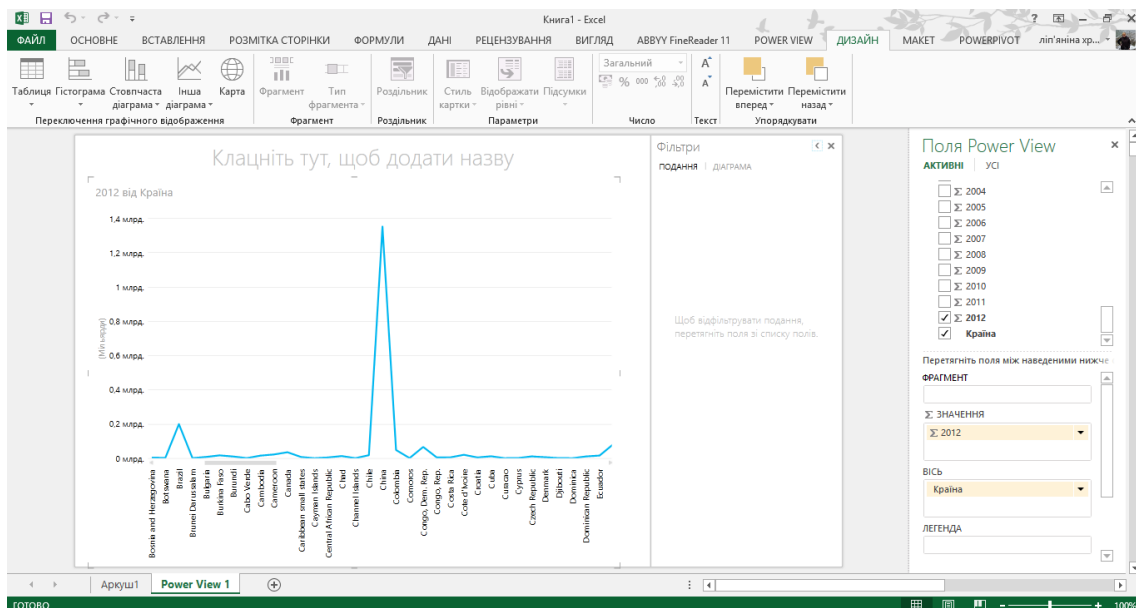 Книга1 - Excel
ФАЙЛ ОСНОВНЕ ВСТАВЛЕННЯ РОЗМІТКА СТОРІНКИ ФОРМУЛИ ДАНІ РЕЦЕНЗУВАННЯ ВИГЛЯД ABBYY FineReader 11 POWER VIEW ДИЗАЙН МАКЕТ POWERPIVOT ліп'яніна хр...
Таблиця Гістограма Стовпчаста діаграма Інша діаграма Карта Фрагмент Тип фрагмента Роздільник Стиль картки Відображати рівні Підсумки Загальний % 000 Перемістити вперед Перемістити назад
Переключення графічного відображення Фрагмент Роздільник Параметри Число Текст Упорядкувати
Клацніть тут, щоб додати назву
2012 від Країна
1,4 млрд.
1,2 млрд.
1 млрд.
0.8 млрд.
0.6 млрд.
0,4 млрд.
0,2 млрд.
0 млрд.
(Мільярди)
Bosnia and Herzegovina
Botswana
Brazil
Brunei Darussalam
Bulgaria
Burkina Faso
Burundi
Cabo Verde
Cambodia
Cameroon
Canada
Caribbean small states
Cayman Islands
Central African Republic
Chad
Channel Islands
Chile
China
Colombia
Comoros
Congo, Dem. Rep.
Congo, Rep.
Costa Rica
Cote d'Ivoire
Croatia
Cuba
Curacao
Cyprus
Czech Republic
Denmark
Djibouti
Dominica
Dominican Republic
Ecuador
Фільтри
ПОДАННЯ | ДІАГРАМА
Щоб відфільтрувати подання,
перетягніть поля зі списку полів.
Поля Power View
АКТИВНІ | УСІ
Σ 2004
Σ 2005
Σ 2006
Σ 2007
Σ 2008
Σ 2009
Σ 2010
Σ 2011
Σ 2012
Країна
Перетягніть поля між наведеними нижче
ФРАГМЕНТ
Σ ЗНАЧЕННЯ
Σ 2012
ВІСЬ
Країна
ЛЕГЕНДА
Аркуш1 Power View 1
ГОТОВО 100%